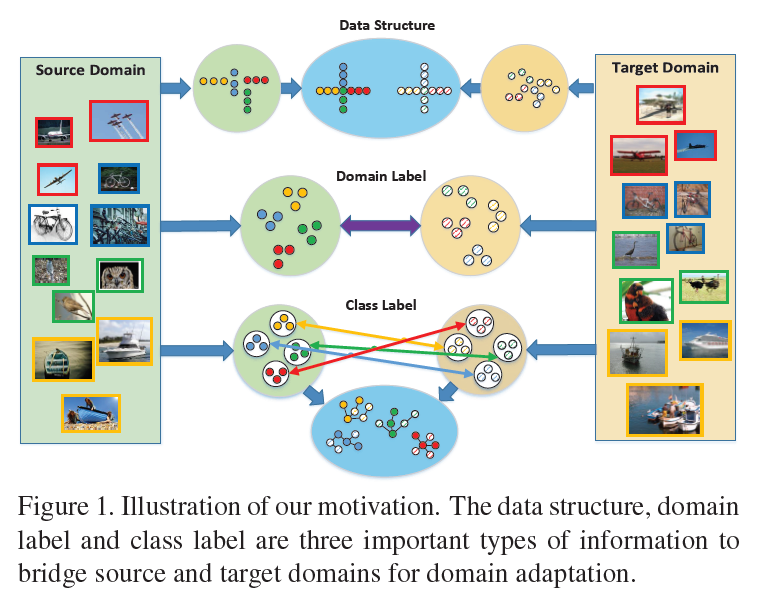 Data Structure
Source Domain
Target Domain
Domain Label
Class Label
Figure 1. Illustration of our motivation. The data structure, domain
label and class label are three important types of information to
bridge source and target domains for domain adaptation.